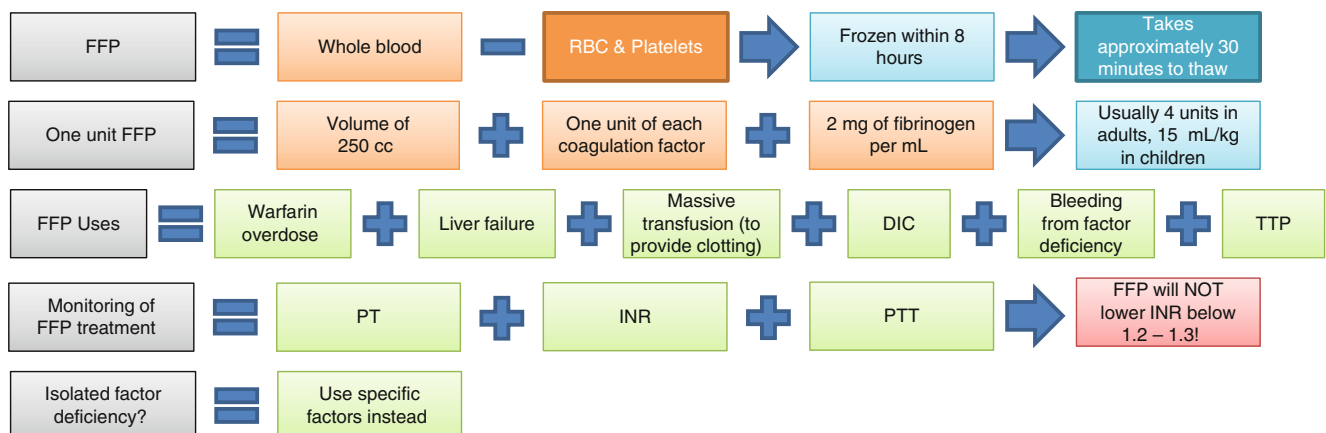 FFP
Whole blood
RBC & Platelets
Frozen within 8
hours
Takes
approximately 30
minutes to thaw
One unit FFP
Volume of
250 cc
One unit of each
coagulation factor
2 mg of fibrinogen
per mL
Usually 4 units in
adults, 15 mL/kg
in children
FFP Uses
Warfarin
overdose
Liver failure
Massive
transfusion (to
provide clotting)
DIC
Bleeding
from factor
deficiency
TTP
Monitoring of
FFP treatment
PT
INR
PTT
FFP will NOT
lower INR below
1.2 – 1.3!
Isolated factor
deficiency?
Use specific
factors instead